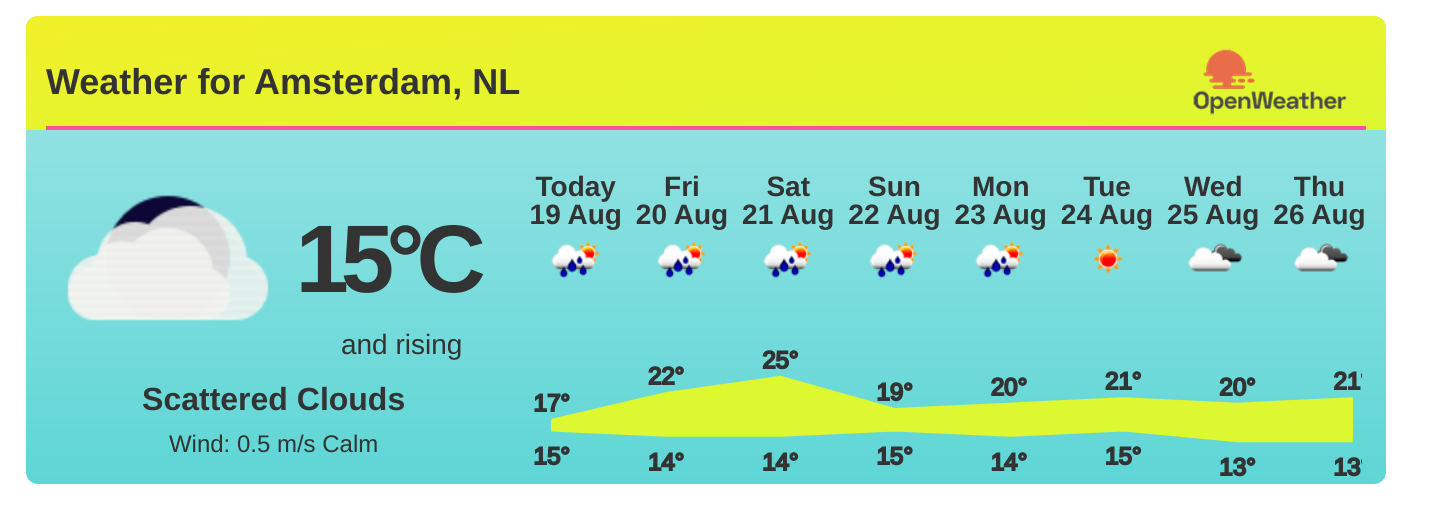 Weather for Amsterdam, NL
OpenWeather
15°C
and rising
Scattered Clouds
Wind: 0.5 m/s Calm
Today Fri Sat Sun Mon Tue Wed Thu
19 Aug 20 Aug 21 Aug 22 Aug 23 Aug 24 Aug 25 Aug 26 Aug
17° 22° 25° 19° 20° 21° 20° 21°
15° 14° 14° 15° 14° 15° 13° 13°